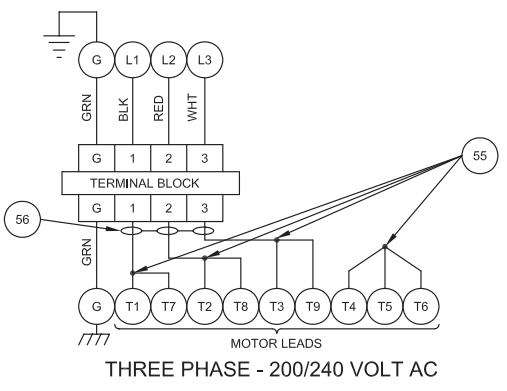 G L1 L2 L3
GRN BLK RED WHT
G 1 2 3
TERMINAL BLOCK
G 1 2 3
55
56
GRN
G T1 T7 T2 T8 T3 T9 T4 T5 T6
MOTOR LEADS
THREE PHASE - 200/240 VOLT AC